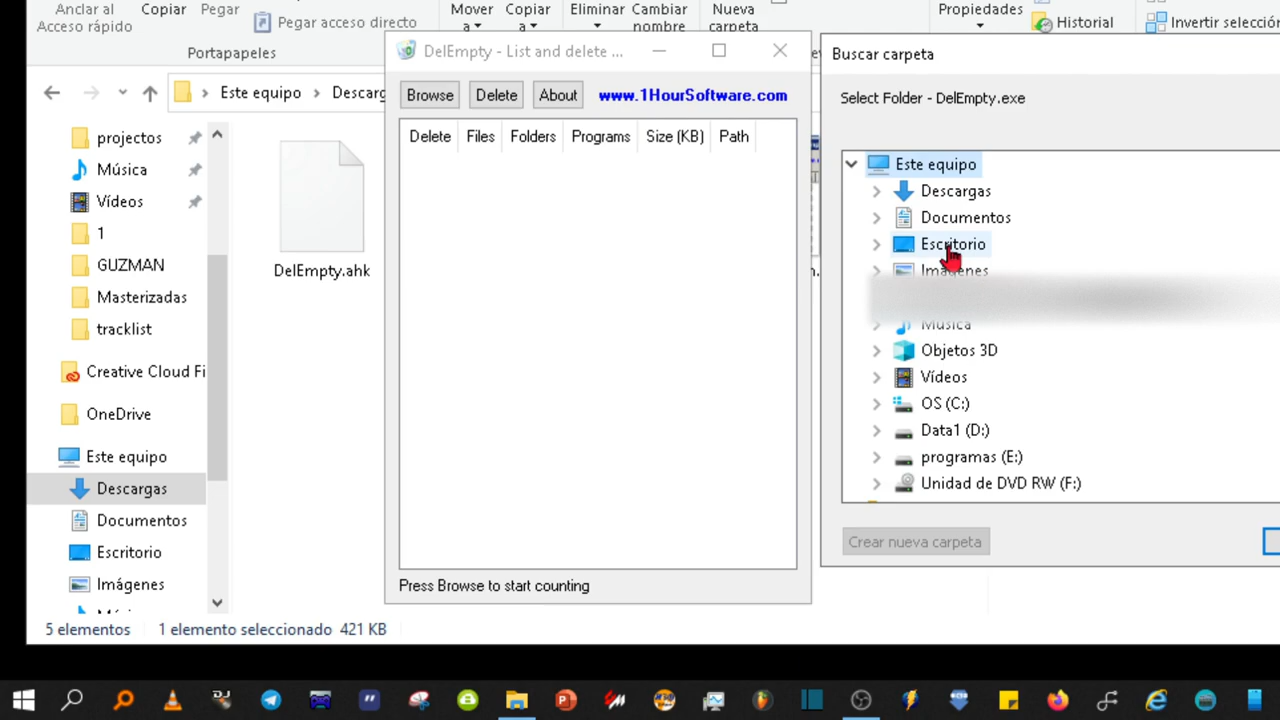 Anclar al
Acceso rápido
Copiar
Pegar
Pegar acceso directo
Mover
a
Copiar
a
Eliminar
Cambiar
nombre
Nueva
carpeta
Propiedades
Historial
Invertir selección
Portapapeles
Este equipo
projectos
Música
Vídeos
1
GUZMAN
Masterizadas
tracklist
Creative Cloud Fi
OneDrive
Este equipo
Descargas
Documentos
Escritorio
Imágenes
DelEmpty.ahk
5 elementos
1 elemento seleccionado 421 KB
DelEmpty - List and delete ...
Browse
Delete
About
www.1HourSoftware.com
Delete
Files
Folders
Programs
Size (KB)
Path
Press Browse to start counting
Buscar carpeta
Select Folder - DelEmpty.exe
Este equipo
Descargas
Documentos
Escritorio
Imágenes
Música
Objetos 3D
Vídeos
OS (C:)
Data1 (D:)
programas (E:)
Unidad de DVD RW (F:)
Crear nueva carpeta